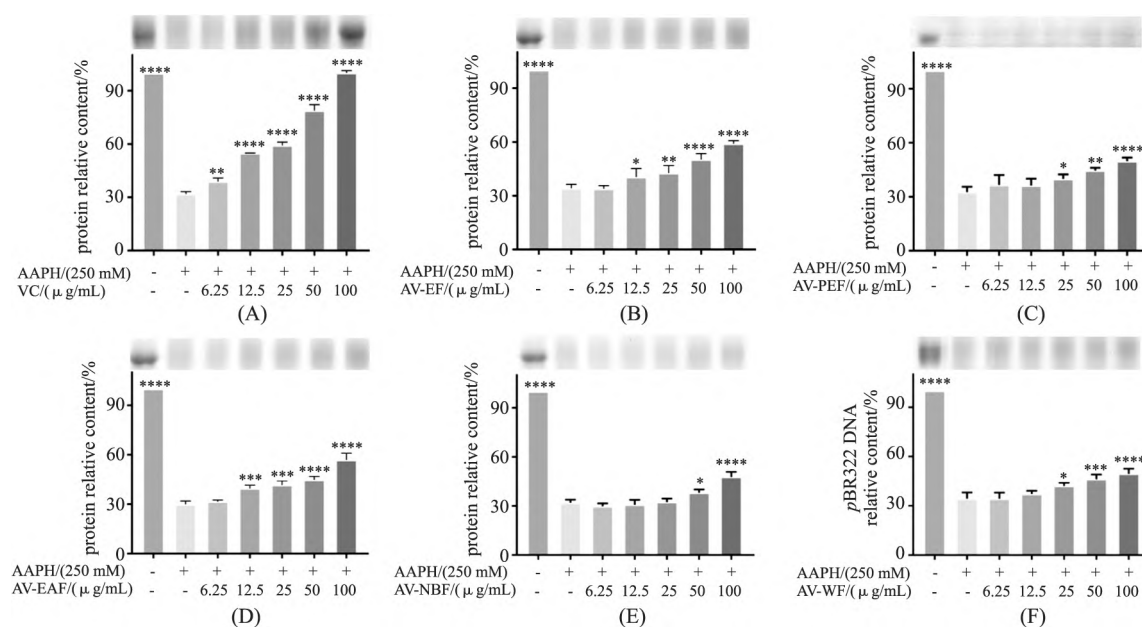 protein relative content/%
90
60
30
0
**** ** **** **** **** ****
AAPH/(250 mM) - + + + + + +
VC/( μ g/mL) - - 6.25 12.5 25 50 100
(A)
protein relative content/%
90
60
30
0
**** * ** **** ****
AAPH/(250 mM) - + + + + + +
AV-EF/( μ g/mL) - - 6.25 12.5 25 50 100
(B)
protein relative content/%
90
60
30
0
**** * ** ****
AAPH/(250 mM) - + + + + + +
AV-PEF/( μ g/mL) - - 6.25 12.5 25 50 100
(C)
protein relative content/%
90
60
30
0
**** *** *** **** ****
AAPH/(250 mM) - + + + + + +
AV-EAF/( μ g/mL) - - 6.25 12.5 25 50 100
(D)
protein relative content/%
90
60
30
0
**** * ****
AAPH/(250 mM) - + + + + + +
AV-NBF/( μ g/mL) - - 6.25 12.5 25 50 100
(E)
pBR322 DNA
relative content/%
90
60
30
0
**** * *** ****
AAPH/(250 mM) - + + + + + +
AV-WF/( μ g/mL) - - 6.25 12.5 25 50 100
(F)